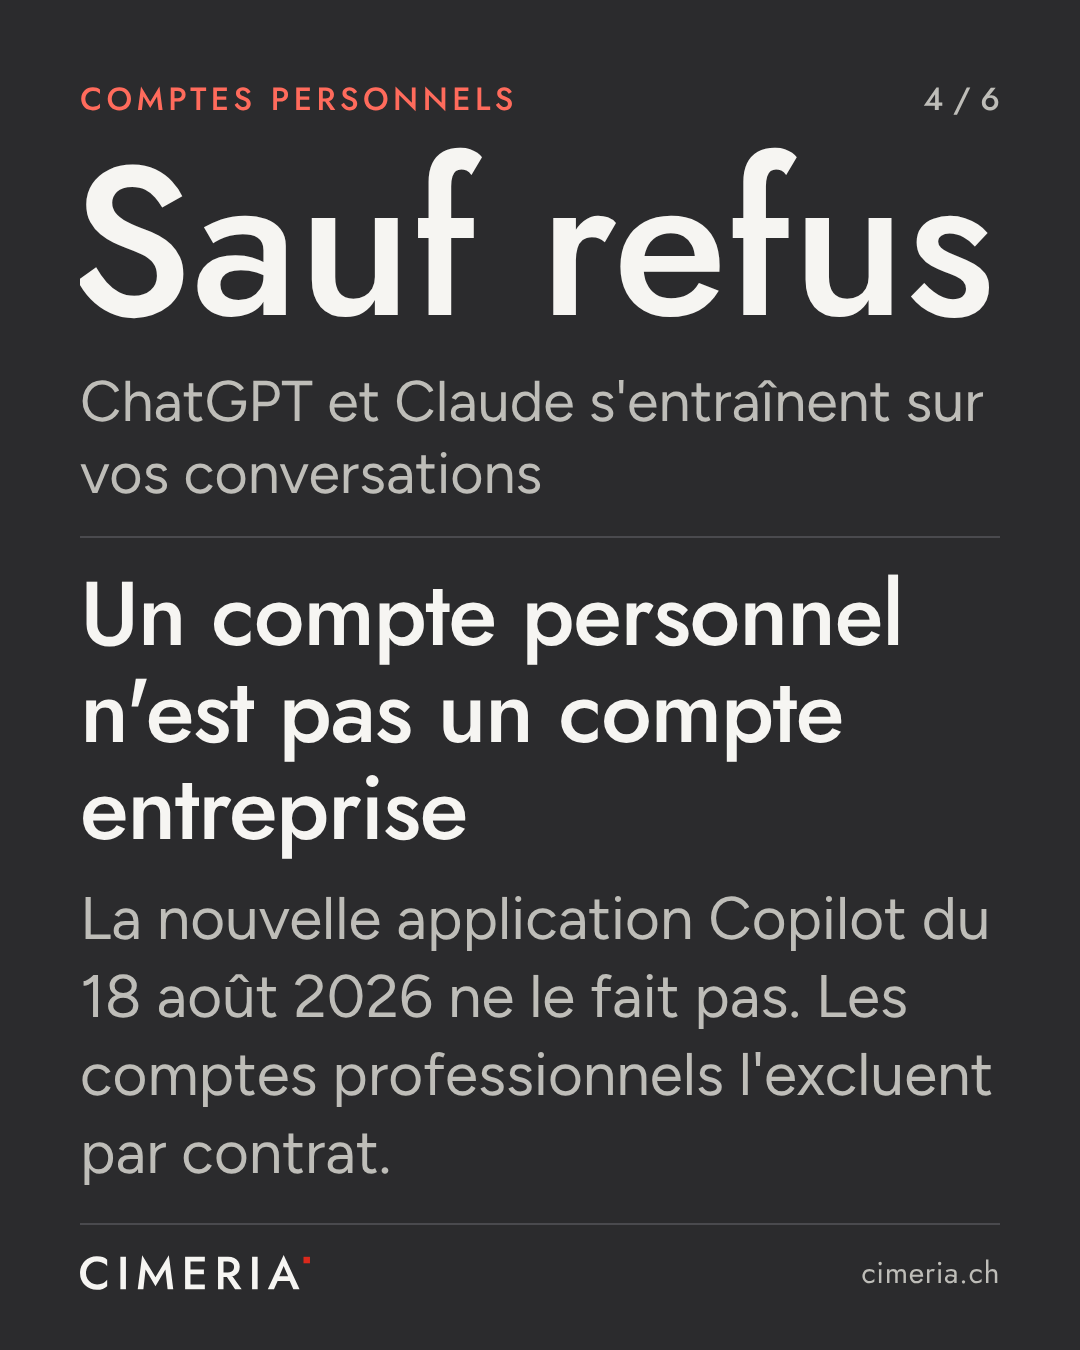 COMPTES PERSONNELS
4 / 6
Sauf refus
ChatGPT et Claude s'entraînent sur
vos conversations
Un compte personnel
n'est pas un compte
entreprise
La nouvelle application Copilot du
18 août 2026 ne le fait pas. Les
comptes professionnels l'excluent
par contrat.
CIMERIA
cimeria.ch